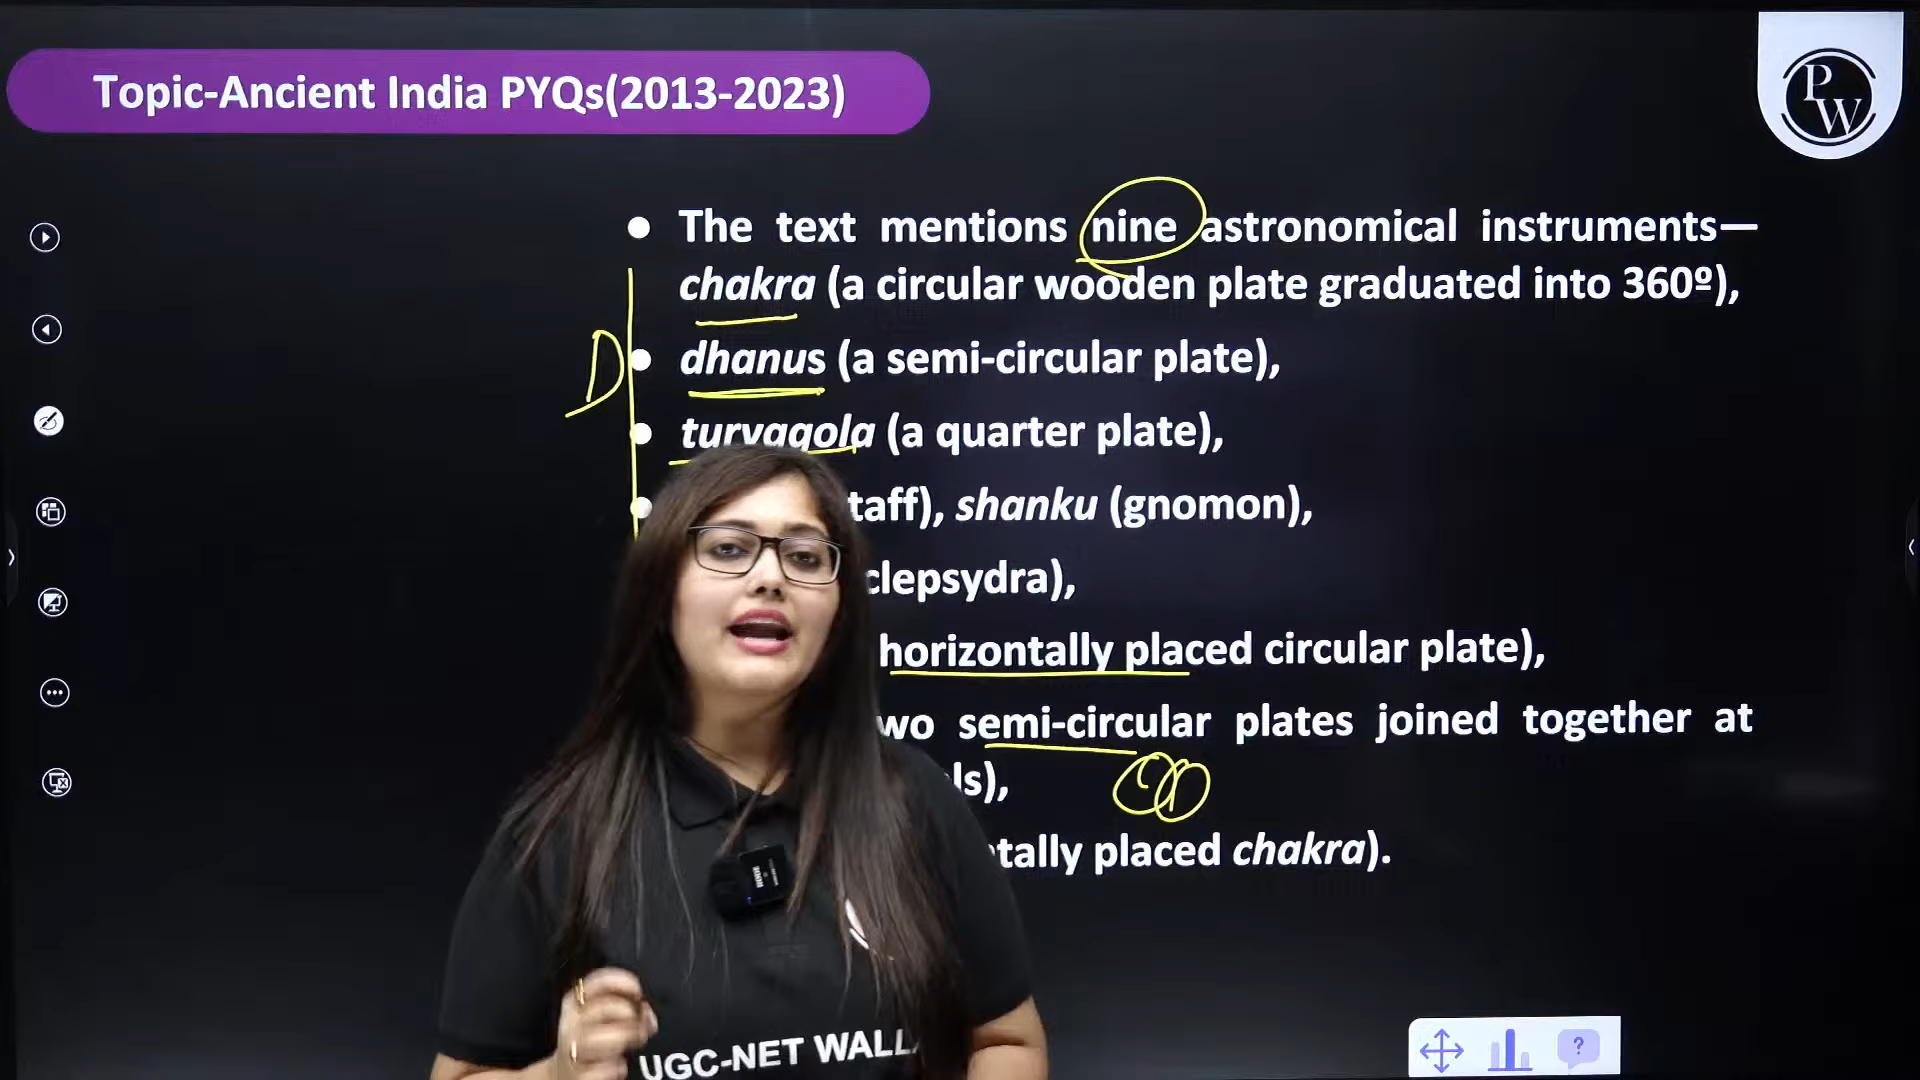 Topic-Ancient India PYQs(2013-2023)
PW
● The text mentions nine astronomical instruments—
chakra (a circular wooden plate graduated into 360º),
● dhanus (a semi-circular plate),
● turyagola (a quarter plate),
● taff), shanku (gnomon),
clepsydra),
horizontally placed circular plate),
wo semi-circular plates joined together at
ls),
tally placed chakra).
D
UGC-NET WALL
?